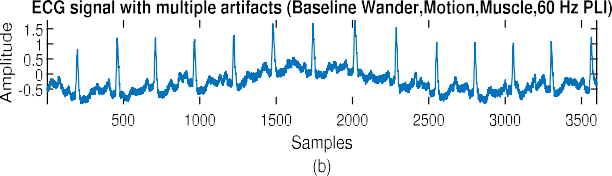 ECG signal with multiple artifacts (Baseline Wander,Motion,Muscle,60 Hz PLI)
Amplitude
1.5
1
0.5
0
-0.5
500 1000 1500 2000 2500 3000 3500
Samples
(b)